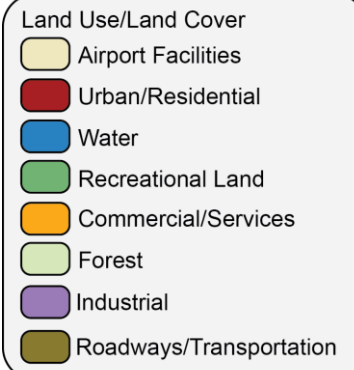 Land Use/Land Cover
Airport Facilities
Urban/Residential
Water
Recreational Land
Commercial/Services
Forest
Industrial
Roadways/Transportation